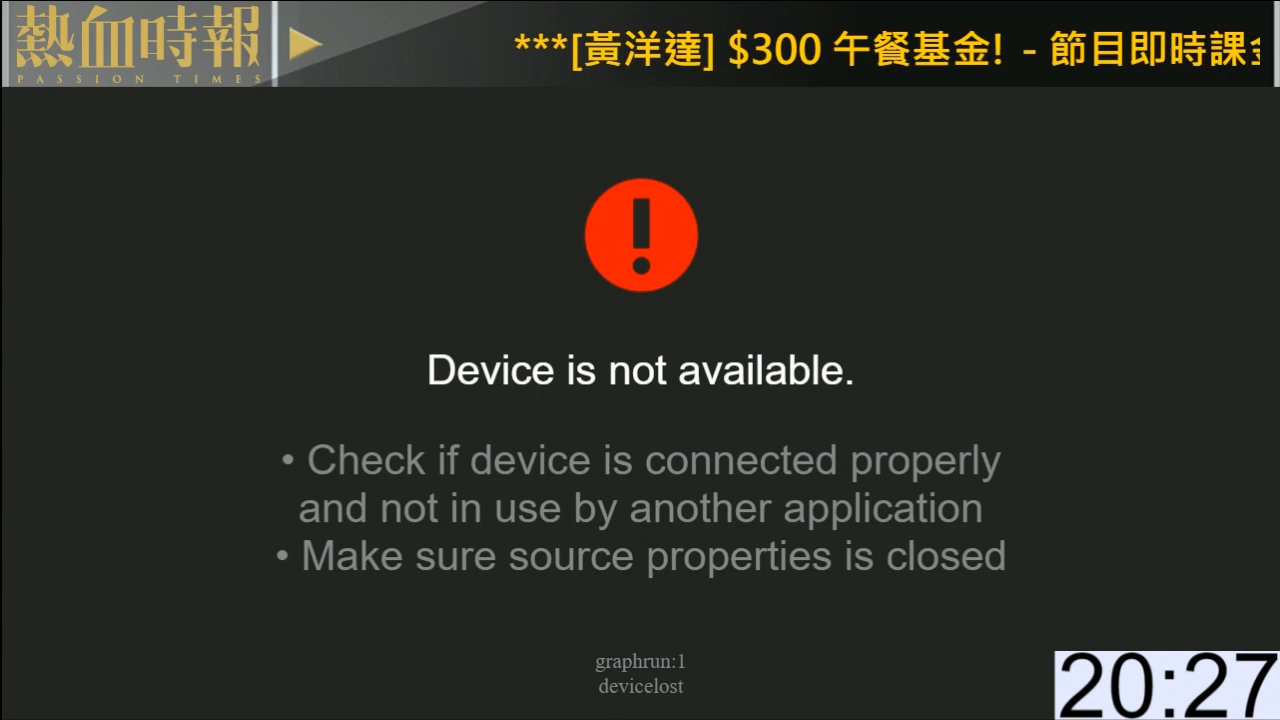 熱血時報
PASSION TIMES
***[黃洋達] $300 午餐基金! - 節目即時課金
Device is not available.
• Check if device is connected properly
and not in use by another application
• Make sure source properties is closed
graphrun:1
devicelost
20:27